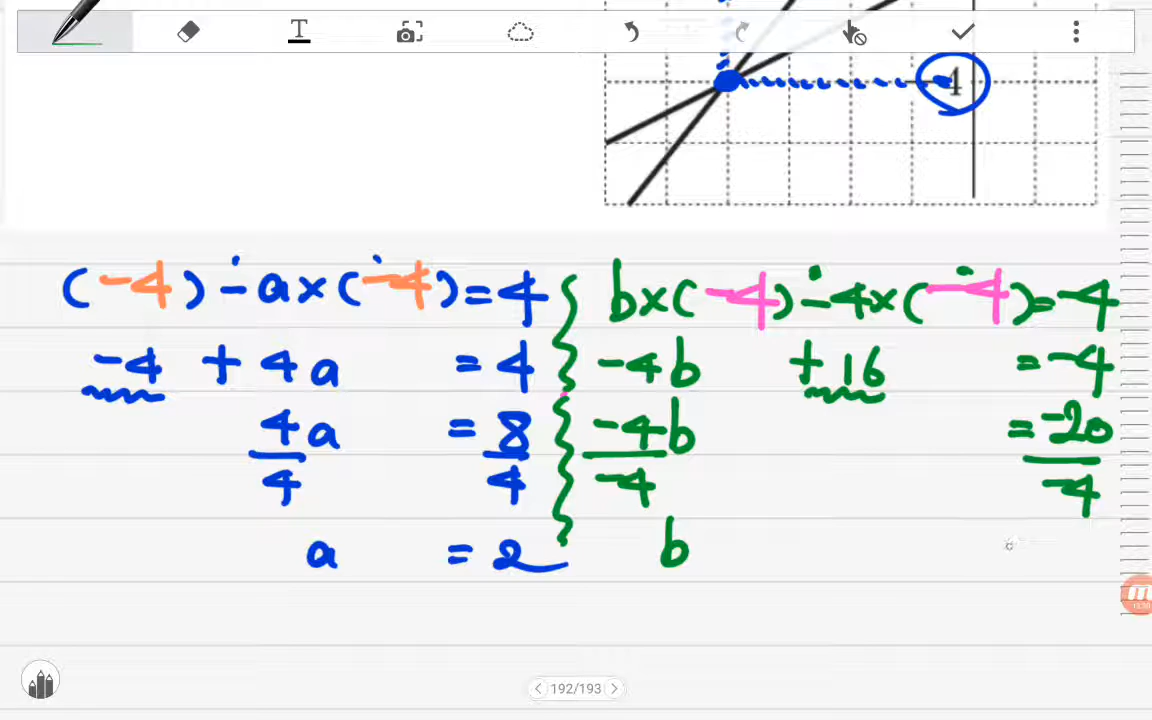 T
-4
(-4) - a×(-4) = 4
b×(-4) - 4×(-4) = -4
-4 + 4a = 4
-4b + 16 = -4
4a/4 = 8/4
-4b/-4 = -20/-4
a = 2
b
192/193